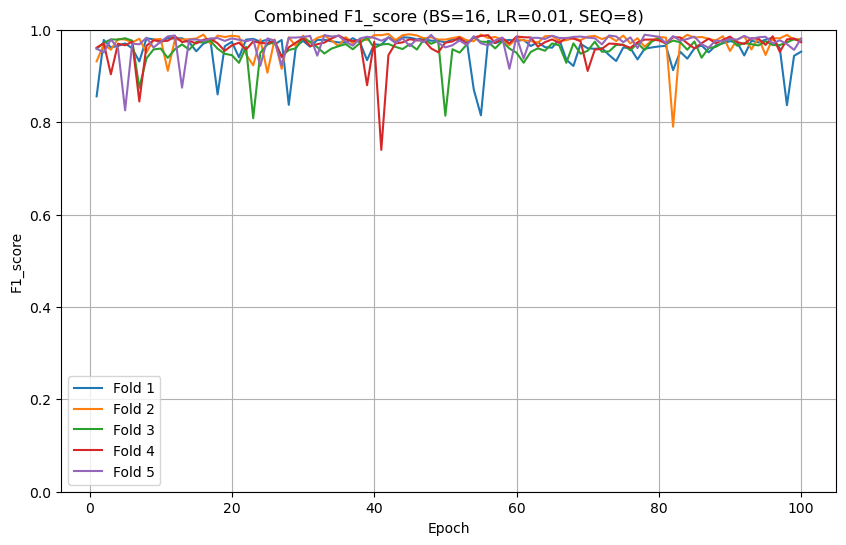 Combined F1_score (BS=16, LR=0.01, SEQ=8)
1.0
0.8
0.6
0.4
0.2
0.0
F1_score
Fold 1
Fold 2
Fold 3
Fold 4
Fold 5
0 20 40 60 80 100
Epoch